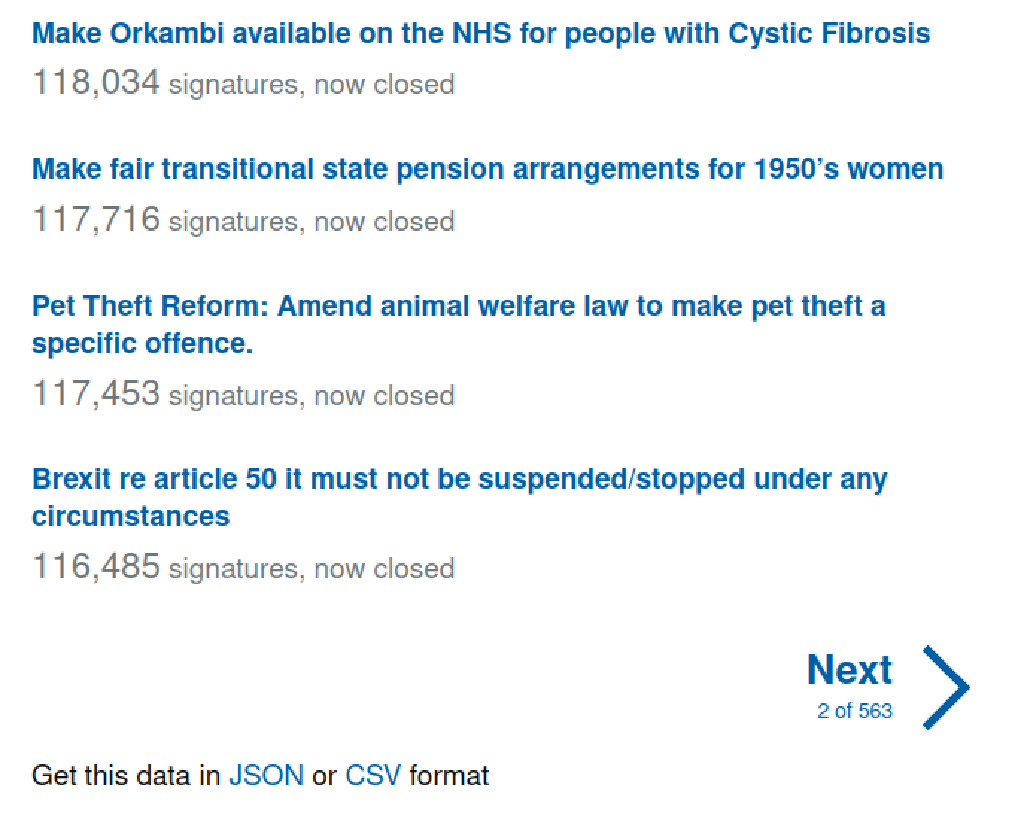 Make Orkambi available on the NHS for people with Cystic Fibrosis
118,034 signatures, now closed
Make fair transitional state pension arrangements for 1950’s women
117,716 signatures, now closed
Pet Theft Reform: Amend animal welfare law to make pet theft a
specific offence.
117,453 signatures, now closed
Brexit re article 50 it must not be suspended/stopped under any
circumstances
116,485 signatures, now closed
Next
2 of 563
Get this data in JSON or CSV format